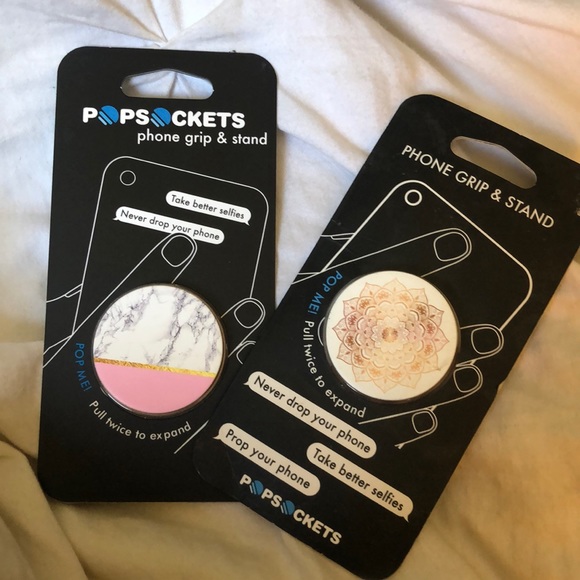 POPSOCKETS
phone grip & stand
Take better selfies
Never drop your phone
POP ME!
Pull twice to expand
PHONE GRIP & STAND
POP ME! Pull twice to expand
Never drop your phone
Take better selfies
Prop your phone
POPSOCKETS